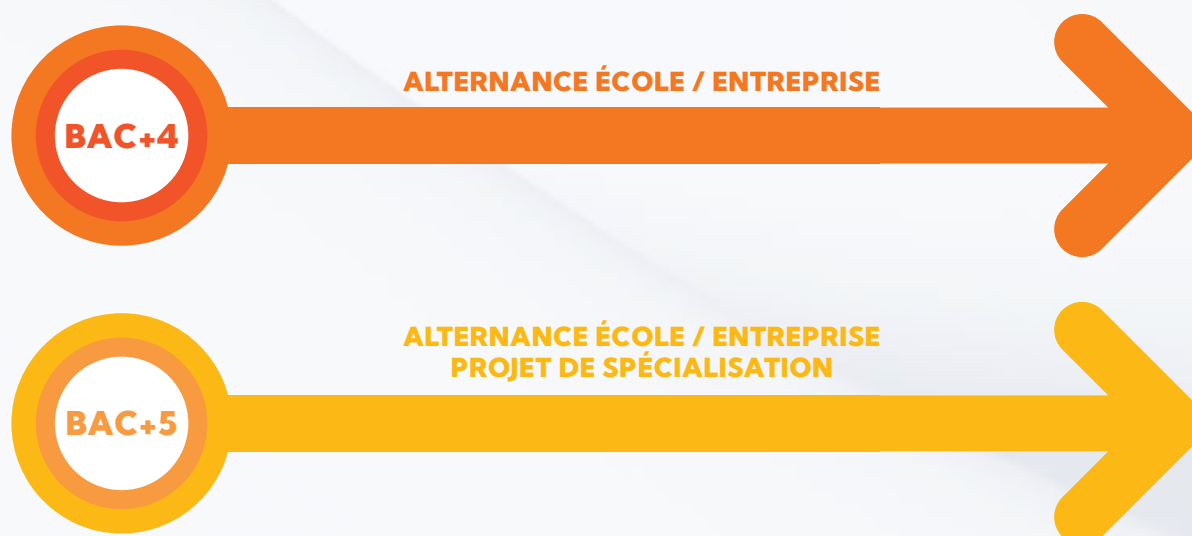 ALTERNANCE ÉCOLE / ENTREPRISE
BAC+4
ALTERNANCE ÉCOLE / ENTREPRISE
PROJET DE SPÉCIALISATION
BAC+5